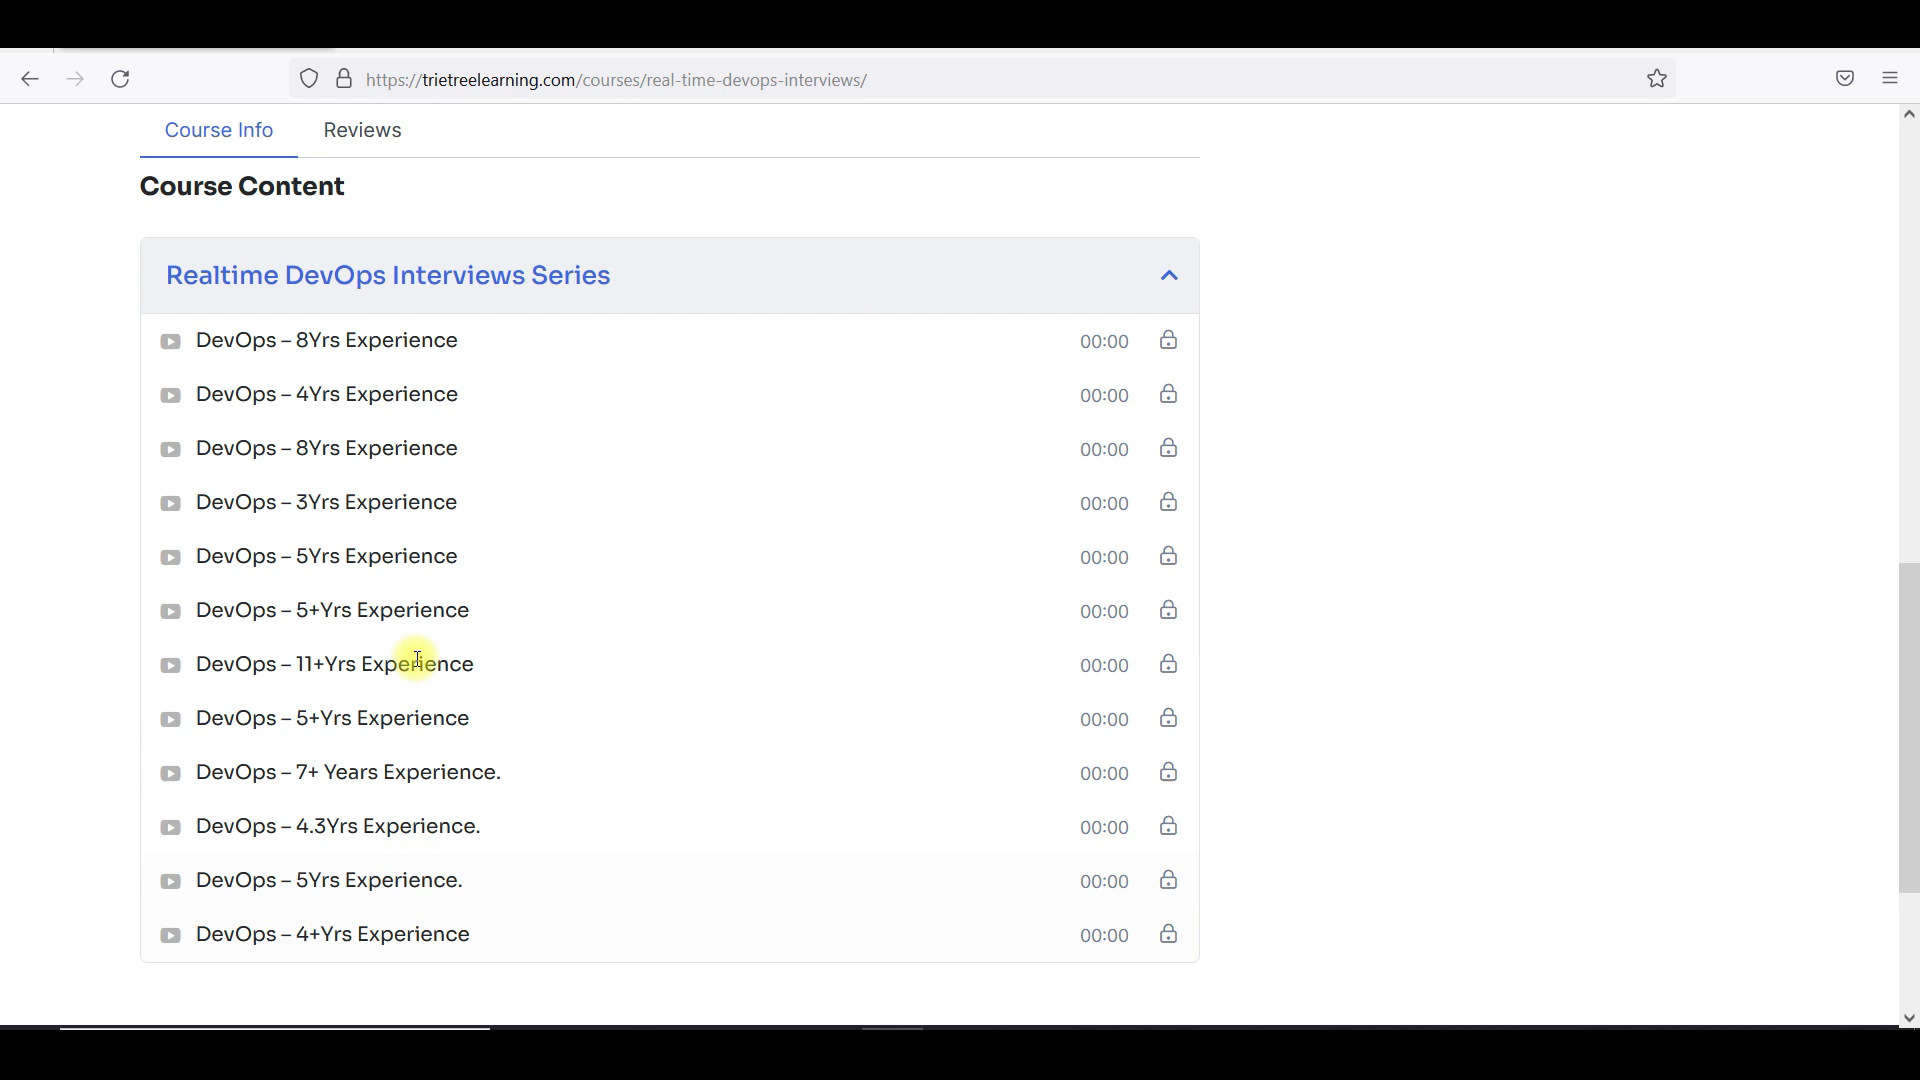 https://trietreelearning.com/courses/real-time-devops-interviews/
Course Info Reviews
Course Content
Realtime DevOps Interviews Series
DevOps – 8Yrs Experience 00:00
DevOps – 4Yrs Experience 00:00
DevOps – 8Yrs Experience 00:00
DevOps – 3Yrs Experience 00:00
DevOps – 5Yrs Experience 00:00
DevOps – 5+Yrs Experience 00:00
DevOps – 11+Yrs Experience 00:00
DevOps – 5+Yrs Experience 00:00
DevOps – 7+ Years Experience. 00:00
DevOps – 4.3Yrs Experience. 00:00
DevOps – 5Yrs Experience. 00:00
DevOps – 4+Yrs Experience 00:00